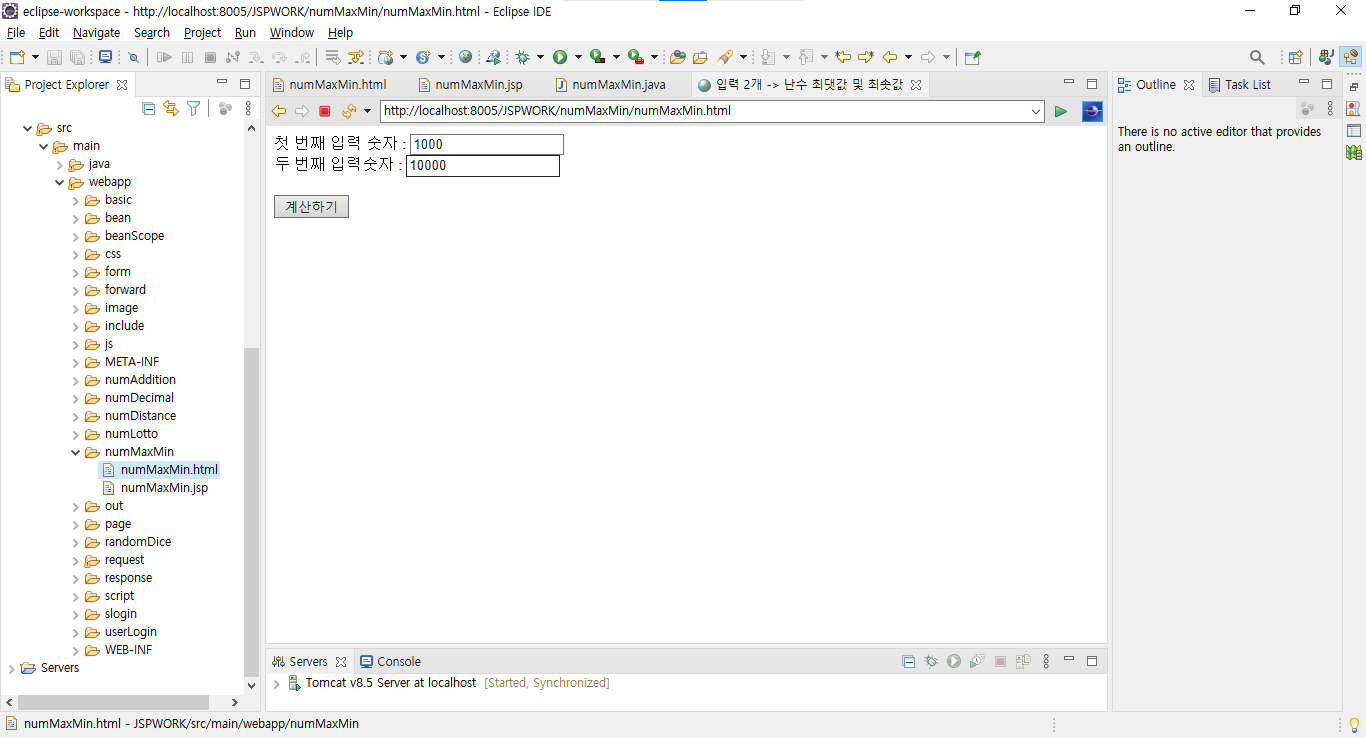 eclipse-workspace - http://localhost:8005/JSPWORK/numMaxMin/numMaxMin.html - Eclipse IDE
File Edit Navigate Search Project Run Window Help
Project Explorer
src
main
java
webapp
basic
bean
beanScope
css
form
forward
image
include
js
META-INF
numAddition
numDecimal
numDistance
numLotto
numMaxMin
numMaxMin.html
numMaxMin.jsp
out
page
randomDice
request
response
script
slogin
userLogin
WEB-INF
Servers
numMaxMin.html numMaxMin.jsp numMaxMin.java 입력 2개 -> 난수 최댓값 및 최솟값
http://localhost:8005/JSPWORK/numMaxMin/numMaxMin.html
첫 번째 입력 숫자 : 1000
두 번째 입력숫자 : 10000
계산하기
Servers Console
Tomcat v8.5 Server at localhost [Started, Synchronized]
Outline Task List
There is no active editor that provides
an outline.
numMaxMin.html - JSPWORK/src/main/webapp/numMaxMin